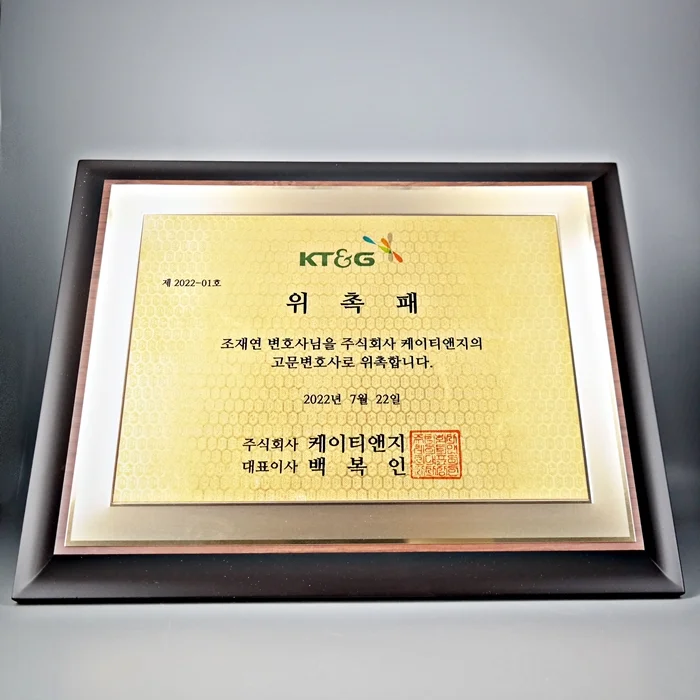 KT&G
제 2022-01호
위 촉 패
조재연 변호사님을 주식회사 케이티앤지의
고문변호사로 위촉합니다.
2022년 7월 22일
주식회사 케이티앤지
대표이사 백 복 인